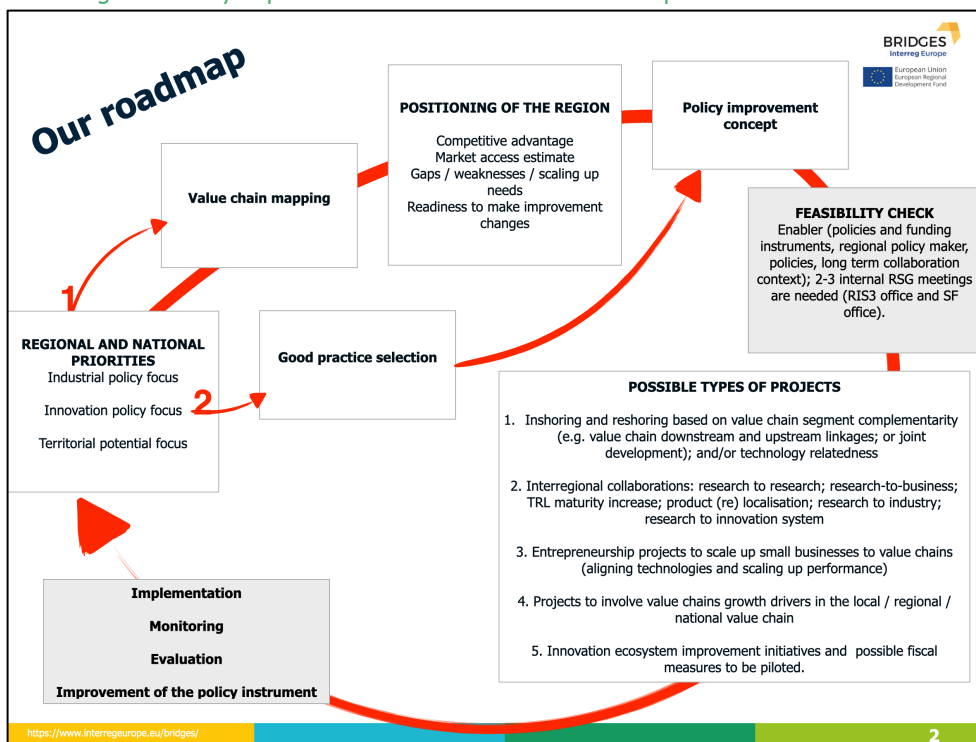 Our roadmap
BRIDGES
Interreg Europe
European Union
European Regional
Development Fund
POSITIONING OF THE REGION
Competitive advantage
Market access estimate
Gaps / weaknesses / scaling up
needs
Readiness to make improvement
changes
Policy improvement
concept
Value chain mapping
FEASIBILITY CHECK
Enabler (policies and funding
instruments, regional policy maker,
policies, long term collaboration
context); 2-3 internal RSG meetings
are needed (RIS3 office and SF
office).
1
REGIONAL AND NATIONAL
PRIORITIES
Industrial policy focus
Innovation policy focus
Territorial potential focus
2
Good practice selection
POSSIBLE TYPES OF PROJECTS
1. Inshoring and reshoring based on value chain segment complementarity
(e.g. value chain downstream and upstream linkages; or joint
development); and/or technology relatedness
2. Interregional collaborations: research to research; research-to-business;
TRL maturity increase; product (re) localisation; research to industry;
research to innovation system
3. Entrepreneurship projects to scale up small businesses to value chains
(aligning technologies and scaling up performance)
4. Projects to involve value chains growth drivers in the local / regional /
national value chain
5. Innovation ecosystem improvement initiatives and possible fiscal
measures to be piloted.
Implementation
Monitoring
Evaluation
Improvement of the policy instrument
https://www.interregeurope.eu/bridges/
2